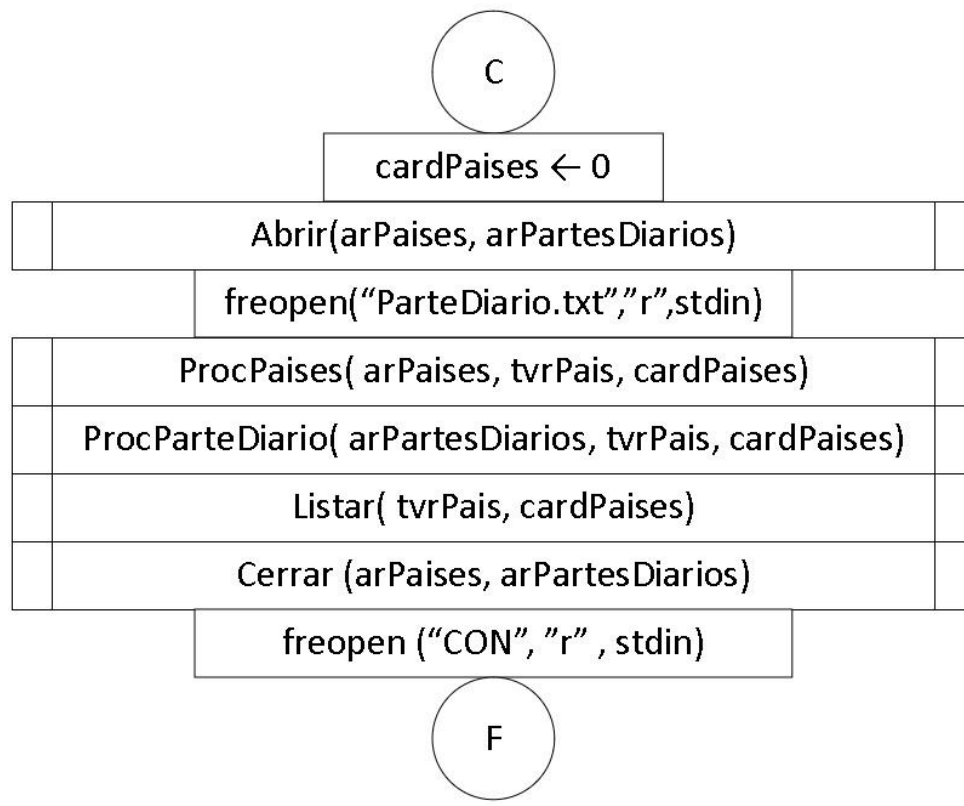 C
cardPaises ← 0
Abrir(arPaises, arPartesDiarios)
freopen(“ParteDiario.txt”,”r”,stdin)
ProcPaises( arPaises, tvrPais, cardPaises)
ProcParteDiario( arPartesDiarios, tvrPais, cardPaises)
Listar( tvrPais, cardPaises)
Cerrar (arPaises, arPartesDiarios)
freopen (“CON”, ”r” , stdin)
F